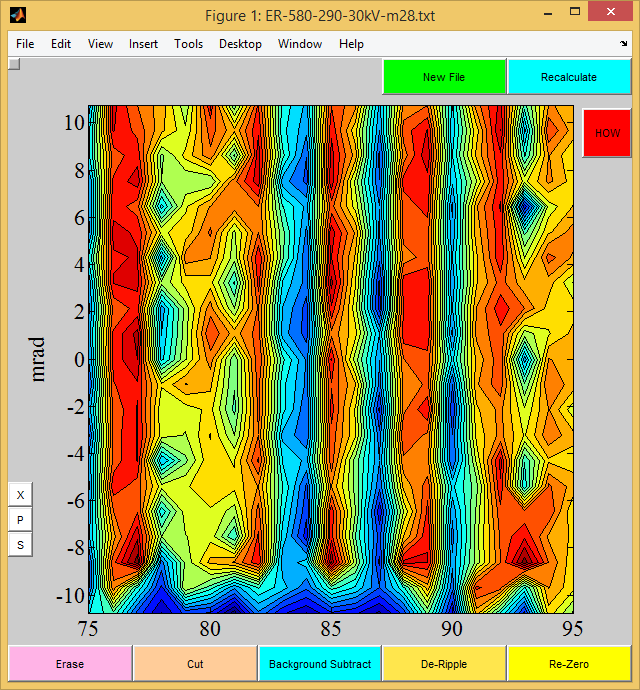 Figure 1: ER-580-290-30kV-m28.txt
File Edit View Insert Tools Desktop Window Help
New File Recalculate
HOW
10
8
6
4
2
0
-2
-4
-6
-8
-10
mrad
X
P
S
75 80 85 90 95
Erase Cut Background Subtract De-Ripple Re-Zero